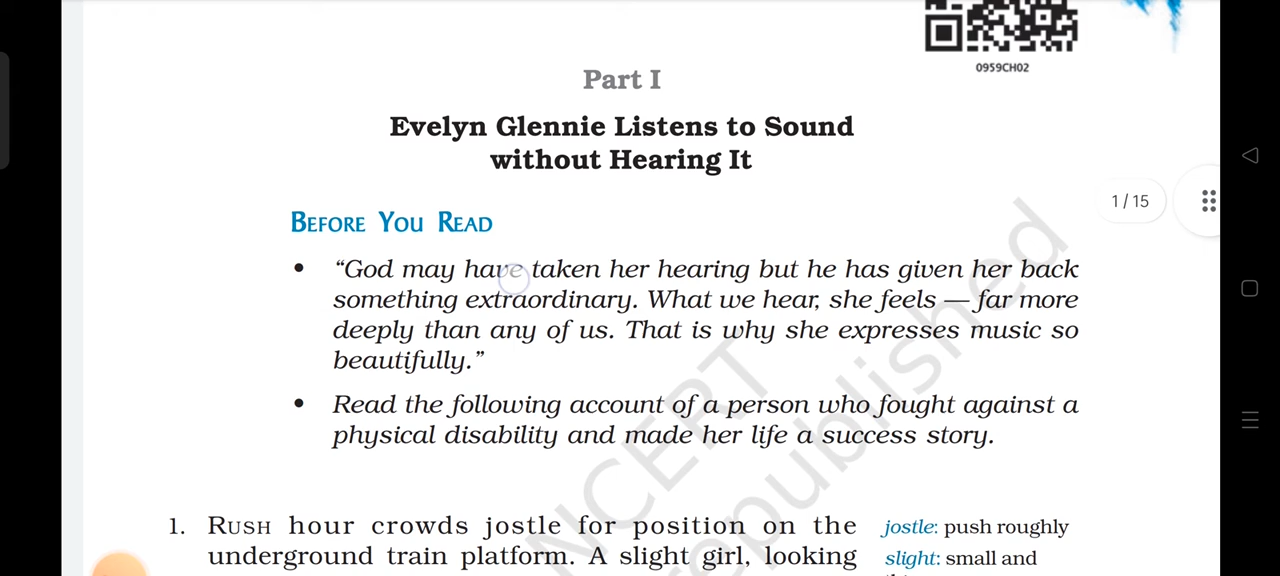 0959CH02
Part I
Evelyn Glennie Listens to Sound
without Hearing It
BEFORE YOU READ
• “God may have taken her hearing but he has given her back
something extraordinary. What we hear, she feels — far more
deeply than any of us. That is why she expresses music so
beautifully.”
• Read the following account of a person who fought against a
physical disability and made her life a success story.
1 / 15
1. RUSH hour crowds jostle for position on the
underground train platform. A slight girl, looking
jostle: push roughly
slight: small and
NCERT
republished